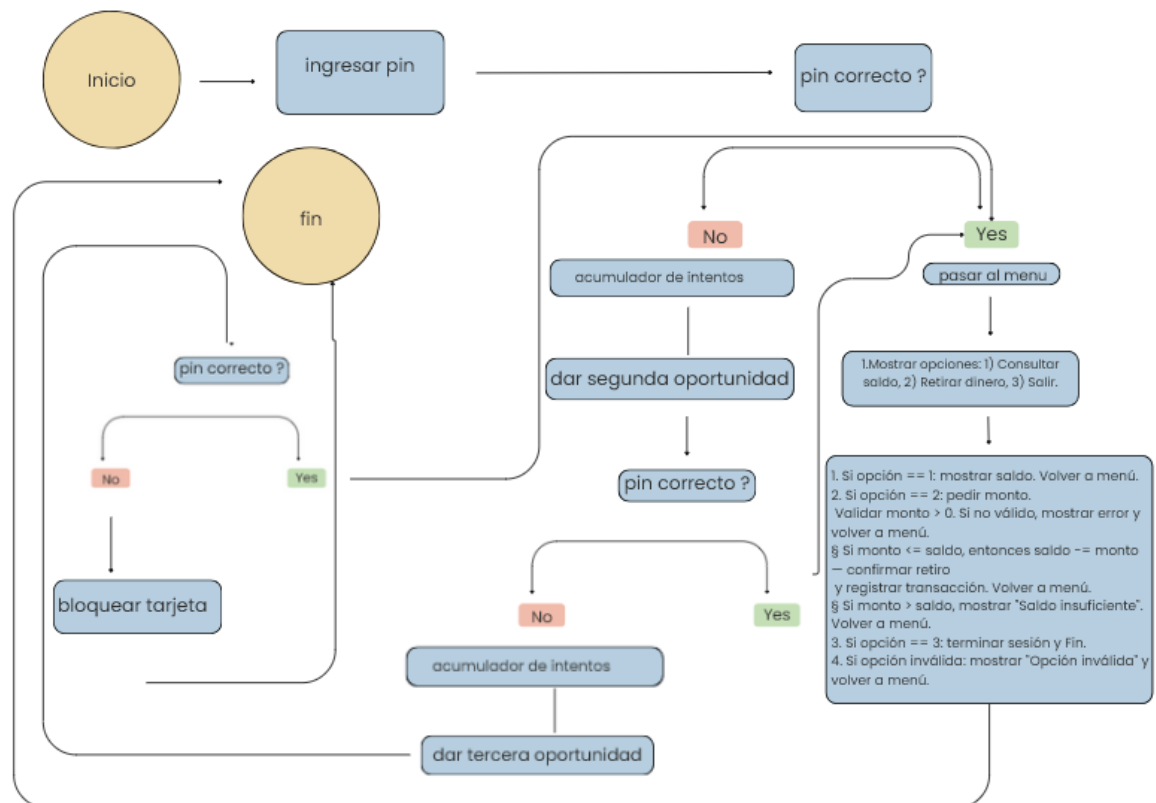 Inicio
ingresar pin
pin correcto ?
fin
No
Yes
acumulador de intentos
pasar al menu
dar segunda oportunidad
1.Mostrar opciones: 1) Consultar
saldo, 2) Retirar dinero, 3) Salir.
pin correcto ?
No
Yes
pin correcto ?
1. Si opción == 1: mostrar saldo. Volver a menú.
2. Si opción == 2: pedir monto.
Validar monto > 0. Si no válido, mostrar error y
volver a menú.
§ Si monto <= saldo, entonces saldo -= monto
— confirmar retiro
y registrar transacción. Volver a menú.
§ Si monto > saldo, mostrar "Saldo insuficiente".
Volver a menú.
3. Si opción == 3: terminar sesión y Fin.
4. Si opción inválida: mostrar "Opción inválida" y
volver a menú.
bloquear tarjeta
No
Yes
acumulador de intentos
dar tercera oportunidad